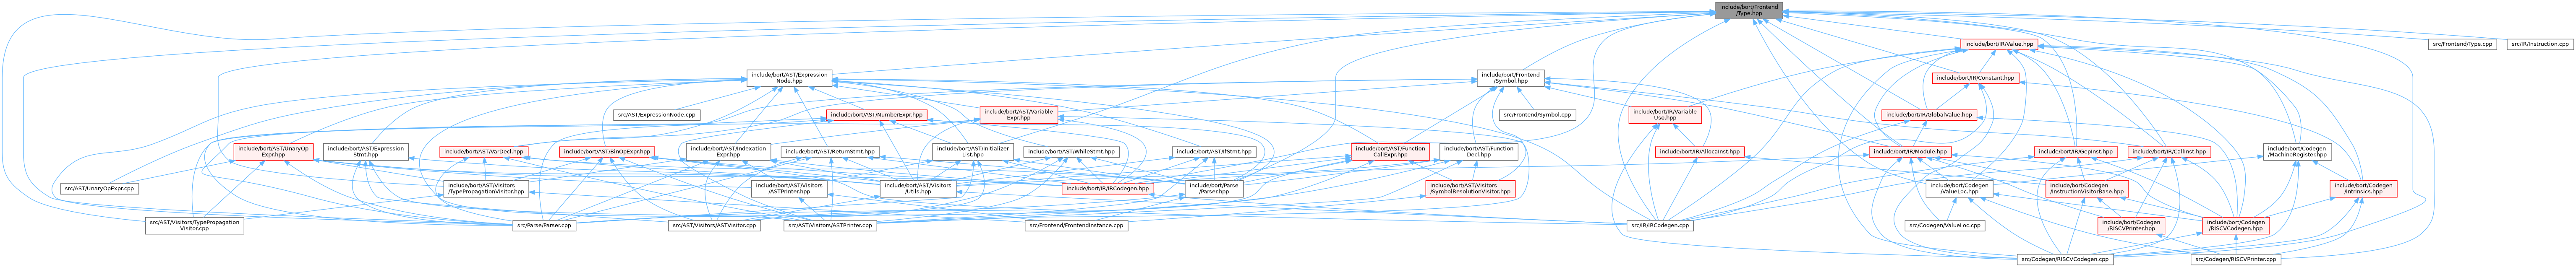 include/bort/Frontend
/Type.hpp
include/bort/IR/Value.hpp
src/Frontend/Type.cpp
src/IR/Instruction.cpp
include/bort/AST/Expression
Node.hpp
include/bort/Frontend
/Symbol.hpp
include/bort/IR/Constant.hpp
src/AST/ExpressionNode.cpp
include/bort/AST/NumberExpr.hpp
include/bort/AST/Variable
Expr.hpp
src/Frontend/Symbol.cpp
include/bort/IR/Variable
Use.hpp
include/bort/IR/GlobalValue.hpp
include/bort/AST/UnaryOp
Expr.hpp
include/bort/AST/Expression
Stmt.hpp
include/bort/AST/VarDecl.hpp
include/bort/AST/BinOpExpr.hpp
include/bort/AST/Indexation
Expr.hpp
include/bort/AST/ReturnStmt.hpp
include/bort/AST/Initializer
List.hpp
include/bort/AST/WhileStmt.hpp
include/bort/AST/IfStmt.hpp
include/bort/AST/Function
CallExpr.hpp
include/bort/AST/Function
Decl.hpp
include/bort/IR/AllocaInst.hpp
include/bort/IR/Module.hpp
include/bort/IR/GepInst.hpp
include/bort/IR/CallInst.hpp
include/bort/Codegen
/MachineRegister.hpp
src/AST/UnaryOpExpr.cpp
include/bort/AST/Visitors
/TypePropagationVisitor.hpp
include/bort/AST/Visitors
/ASTPrinter.hpp
include/bort/AST/Visitors
/Utils.hpp
include/bort/IR/IRCodegen.hpp
include/bort/Parse
/Parser.hpp
include/bort/AST/Visitors
/SymbolResolutionVisitor.hpp
include/bort/Codegen
/ValueLoc.hpp
include/bort/Codegen
/InstructionVisitorBase.hpp
include/bort/Codegen
/Intrinsics.hpp
src/AST/Visitors/TypePropagation
Visitor.cpp
src/Parse/Parser.cpp
src/AST/Visitors/ASTVisitor.cpp
src/AST/Visitors/ASTPrinter.cpp
src/Frontend/FrontendInstance.cpp
src/IR/IRCodegen.cpp
src/Codegen/ValueLoc.cpp
include/bort/Codegen
/RISCVPrinter.hpp
include/bort/Codegen
/RISCVCodegen.hpp
src/Codegen/RISCVCodegen.cpp
src/Codegen/RISCVPrinter.cpp